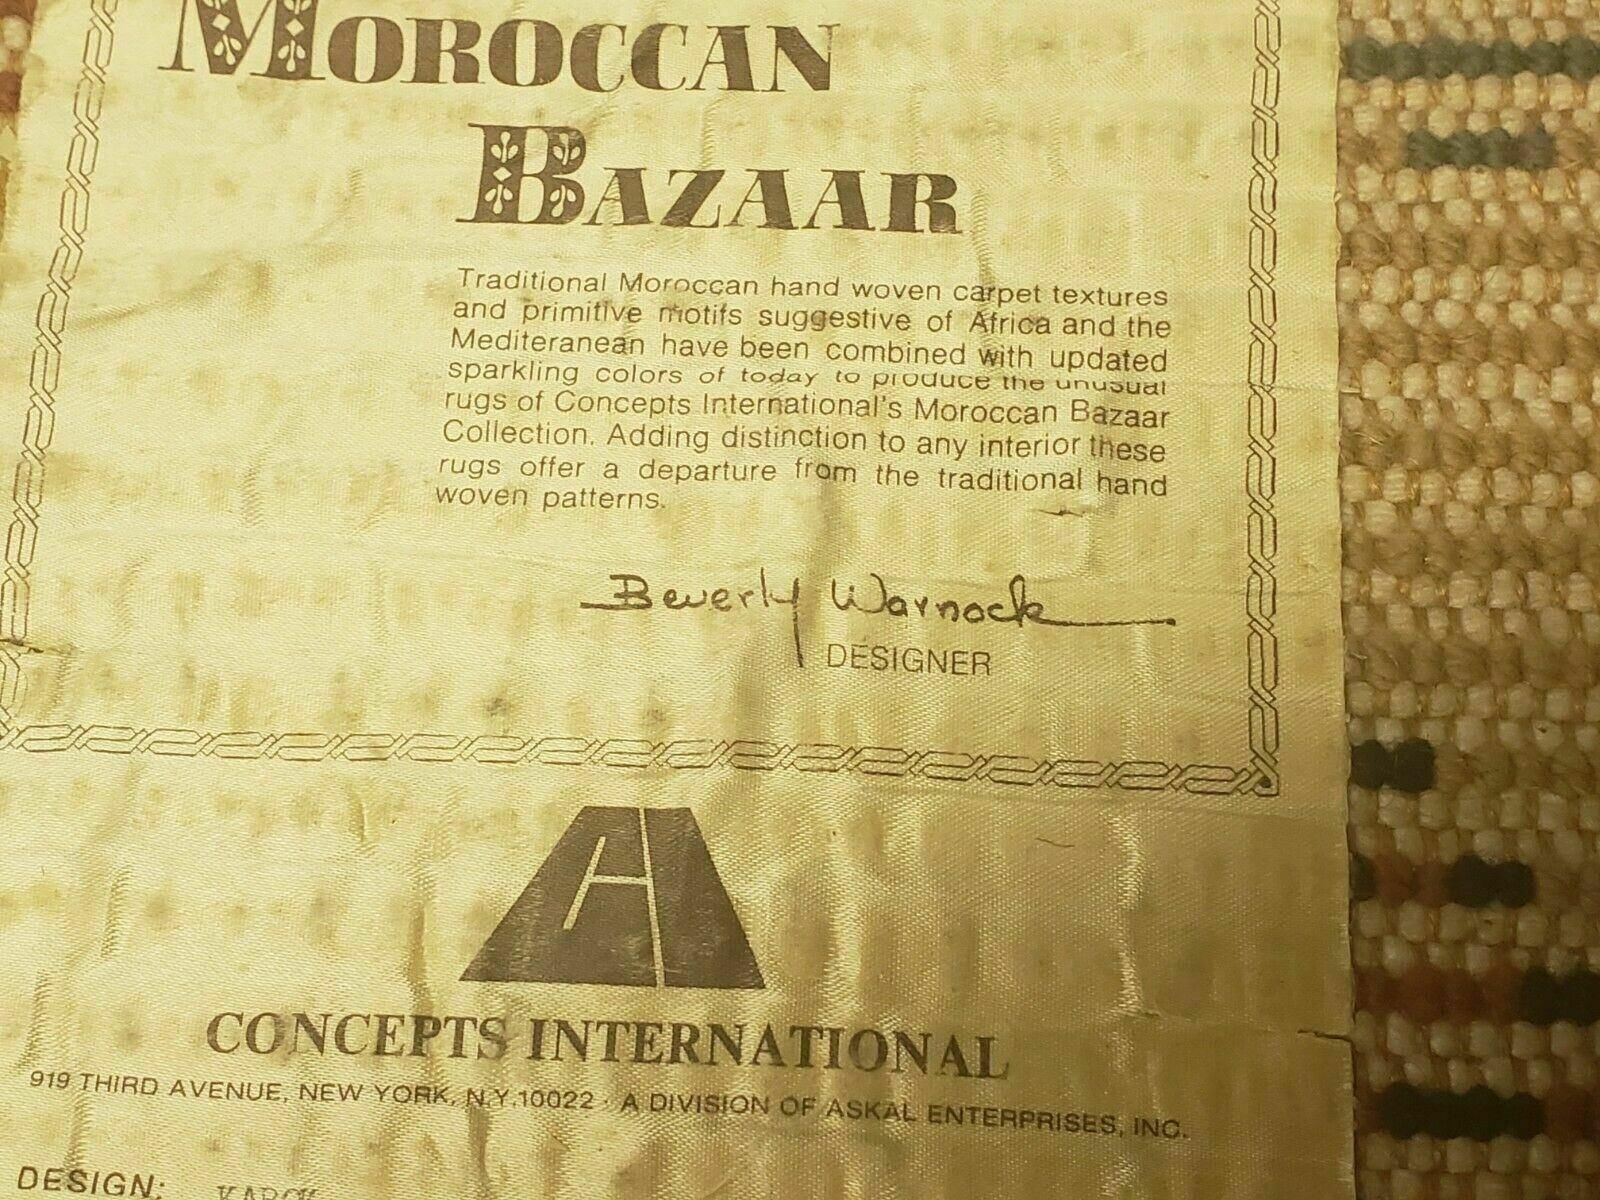 MOROCCAN
BAZAAR
Traditional Moroccan hand woven carpet textures
and primitive motifs suggestive of Africa and the
Mediteranean have been combined with updated
sparkling colors of today to produce the unusual
rugs of Concepts International's Moroccan Bazaar
Collection. Adding distinction to any interior these
rugs offer a departure from the traditional hand
woven patterns.
Beverly Warnock
DESIGNER
CONCEPTS INTERNATIONAL
919 THIRD AVENUE, NEW YORK, N.Y. 10022 · A DIVISION OF ASKAL ENTERPRISES, INC.
DESIGN: